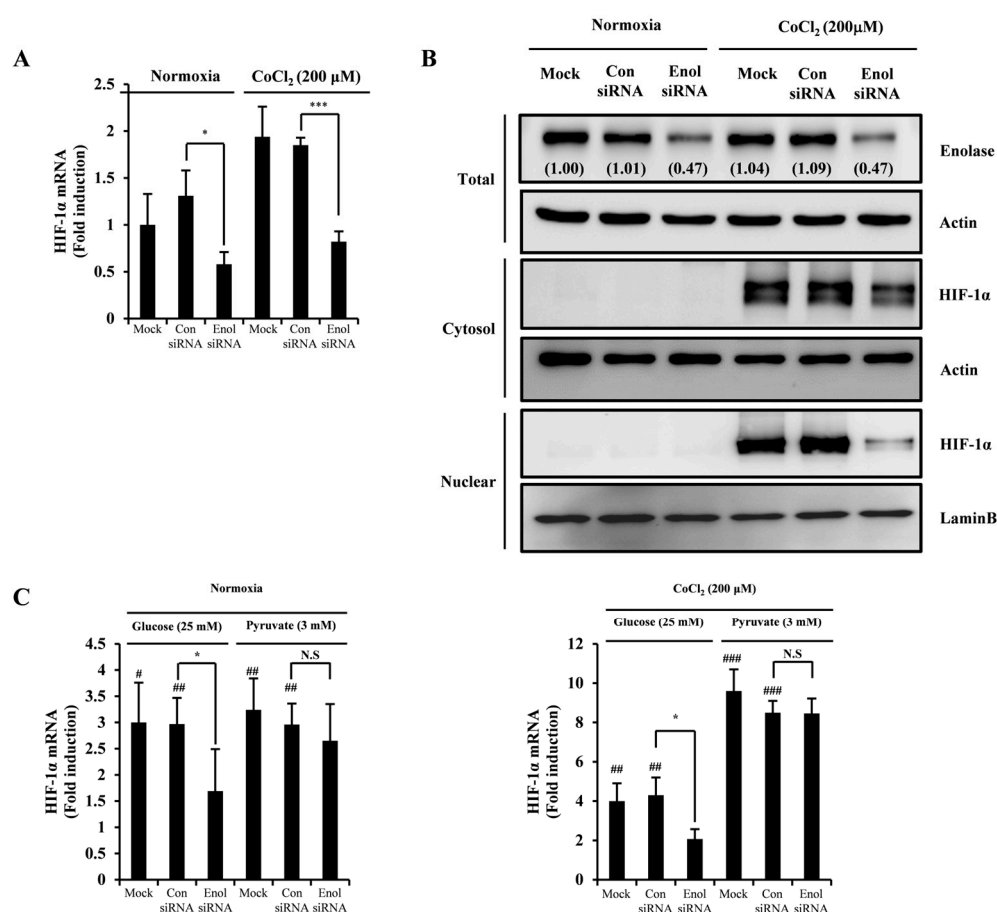 A
Normoxia
CoCl2 (200 μM)
HIF-1α mRNA
(Fold induction)
2.5
2
1.5
1
0.5
0
*
***
Mock
Con
siRNA
Enol
siRNA
Mock
Con
siRNA
Enol
siRNA
B
Normoxia
CoCl2 (200μM)
Mock
Con
siRNA
Enol
siRNA
Mock
Con
siRNA
Enol
siRNA
Total
(1.00) (1.01) (0.47) (1.04) (1.09) (0.47)
Enolase
Actin
Cytosol
HIF-1α
Actin
Nuclear
HIF-1α
LaminB
C
Normoxia
Glucose (25 mM)
Pyruvate (3 mM)
HIF-1α mRNA
(Fold induction)
4.5
4
3.5
3
2.5
2
1.5
1
0.5
0
#
##
*
##
##
N.S
Mock
Con
siRNA
Enol
siRNA
Mock
Con
siRNA
Enol
siRNA
CoCl2 (200 μM)
Glucose (25 mM)
Pyruvate (3 mM)
HIF-1α mRNA
(Fold induction)
12
10
8
6
4
2
0
##
##
*
###
###
N.S
Mock
Con
siRNA
Enol
siRNA
Mock
Con
siRNA
Enol
siRNA